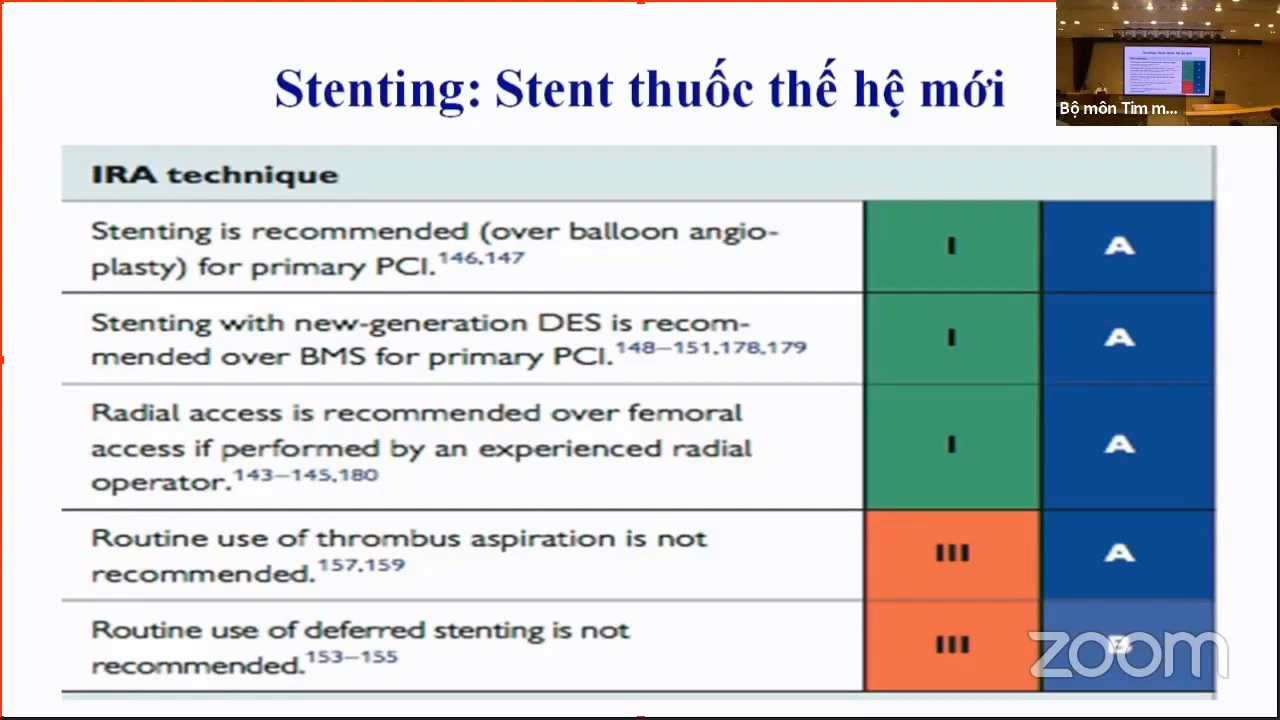 Stenting: Stent thuốc thế hệ mới
Bộ môn Tim m...
IRA technique
Stenting is recommended (over balloon angio-
plasty) for primary PCI.146,147
I
A
Stenting with new-generation DES is recom-
mended over BMS for primary PCI.148–151,178,179
I
A
Radial access is recommended over femoral
access if performed by an experienced radial
operator.143–145,180
I
A
Routine use of thrombus aspiration is not
recommended.157,159
III
A
Routine use of deferred stenting is not
recommended.153–155
III
B
zoom